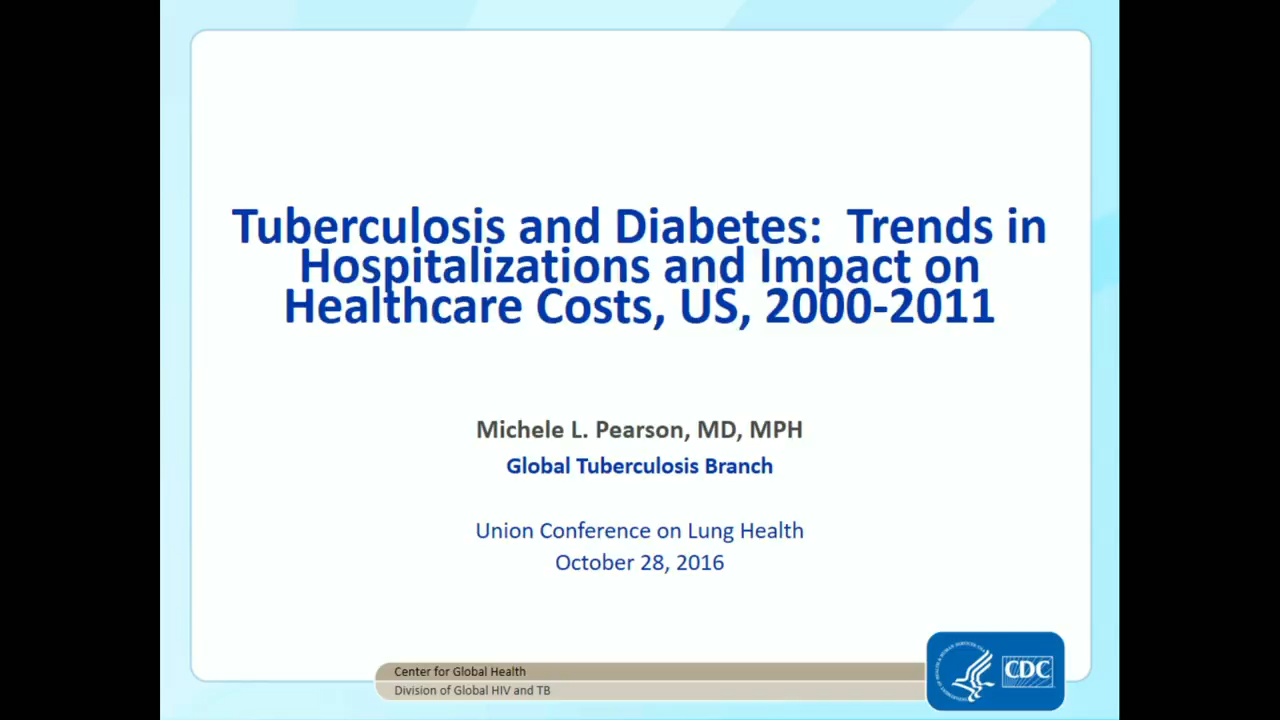 Tuberculosis and Diabetes:  Trends in
Hospitalizations and Impact on
Healthcare Costs, US, 2000-2011
Michele L. Pearson, MD, MPH
Global Tuberculosis Branch
Union Conference on Lung Health
October 28, 2016
Center for Global Health
Division of Global HIV and TB
CDC